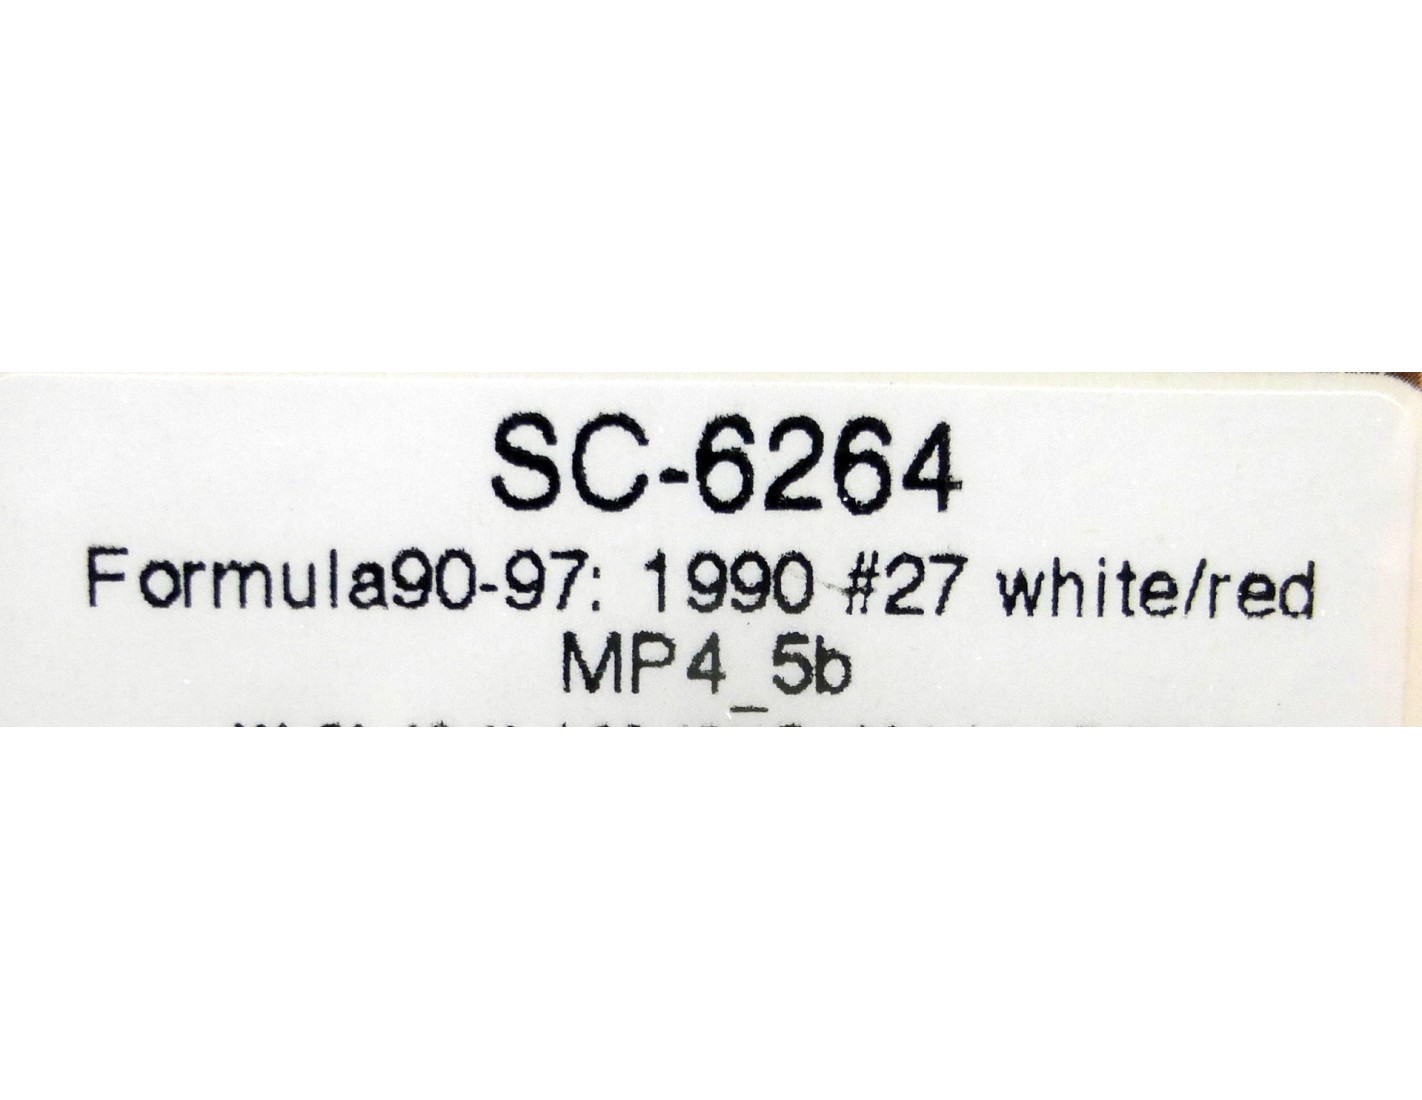 SC-6264
Formula90-97: 1990 #27 white/red
MP4_5b